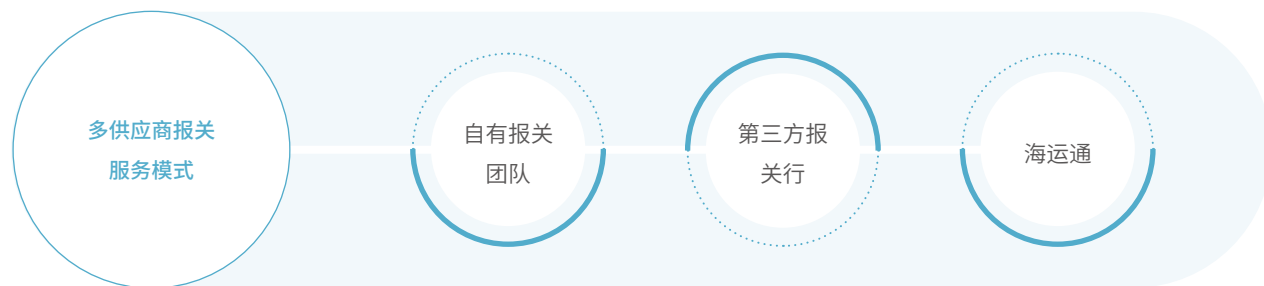 多供应商报关
服务模式
自有报关
团队
第三方报
关行
海运通